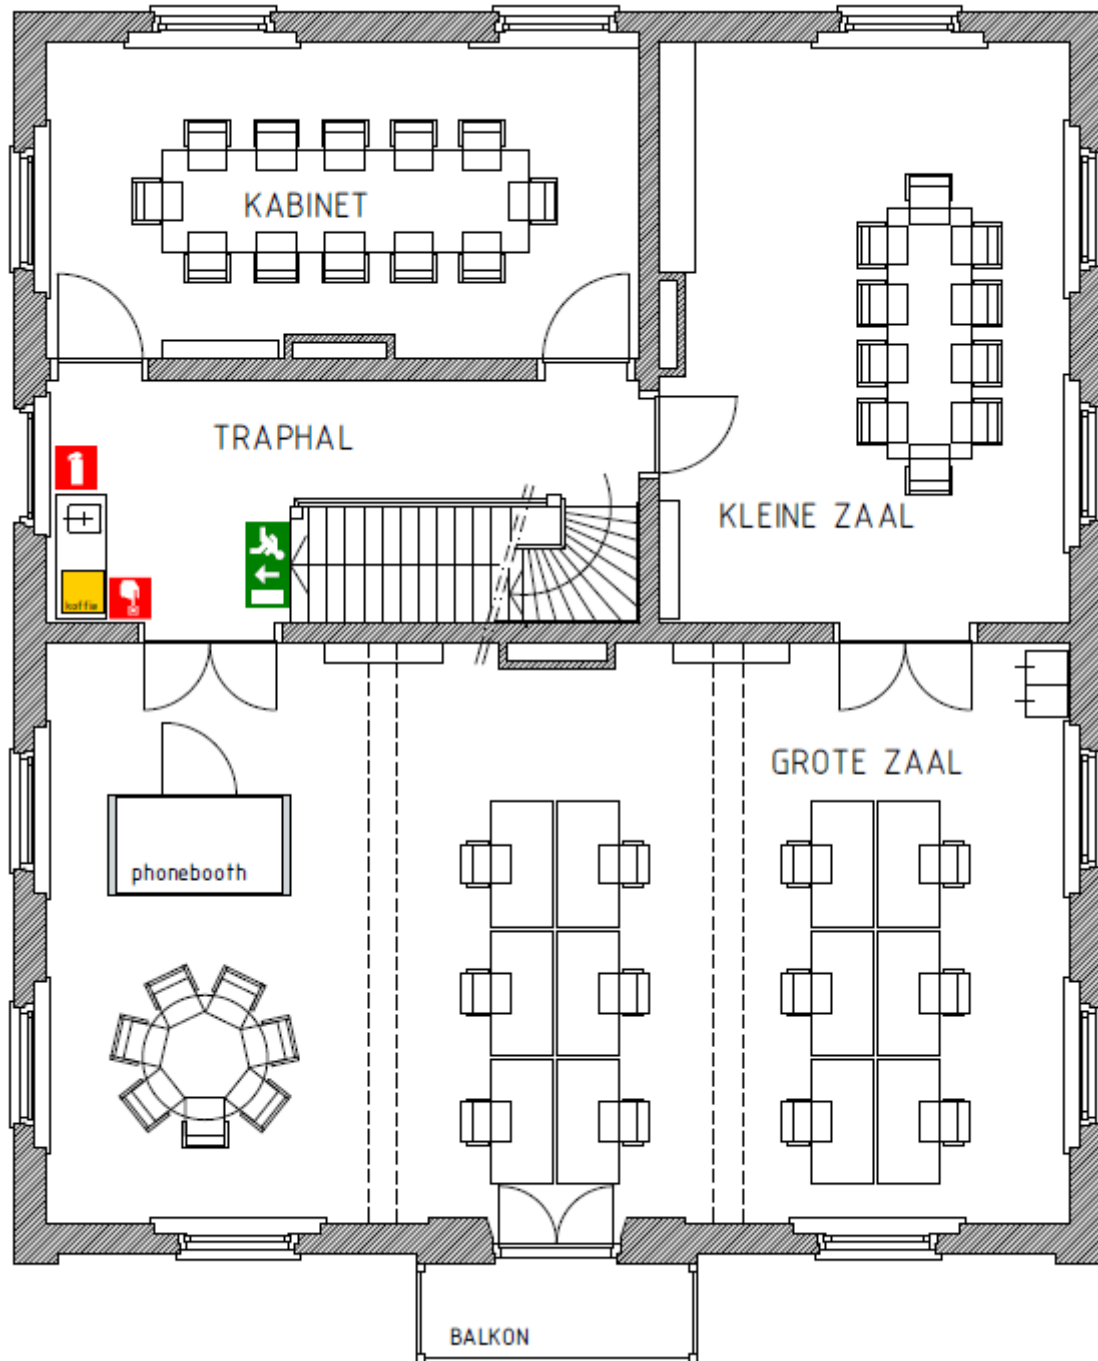 KABINET
TRAPHAL
KLEINE ZAAL
koffie
GROTE ZAAL
phonebooth
BALKON